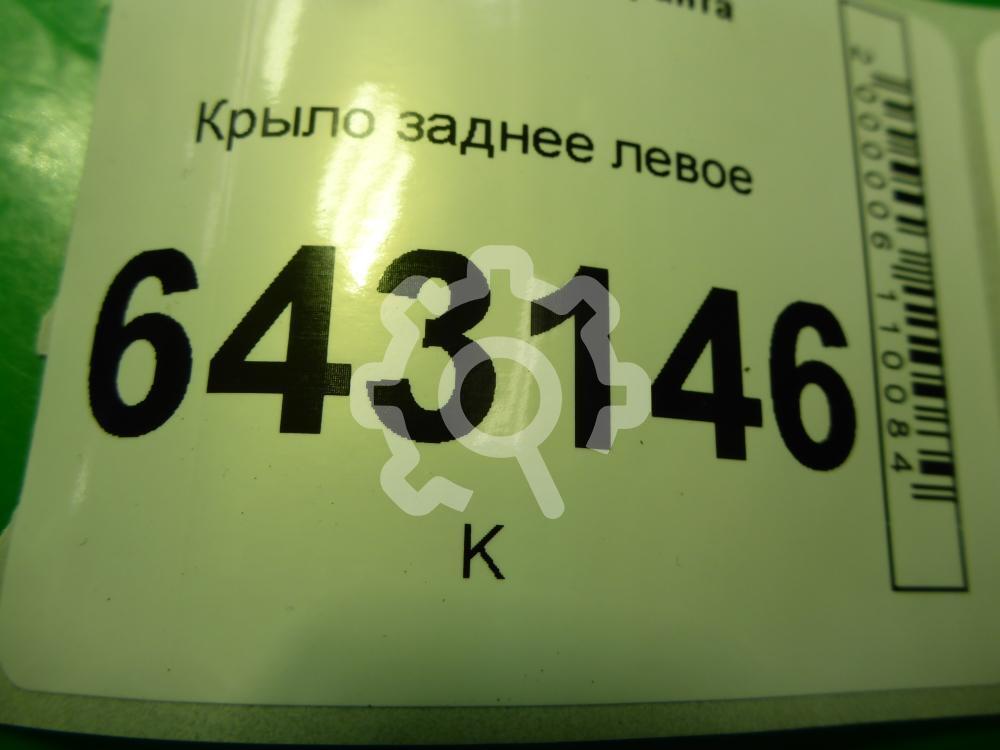 Крыло заднее левое
643146
К
2000006110084